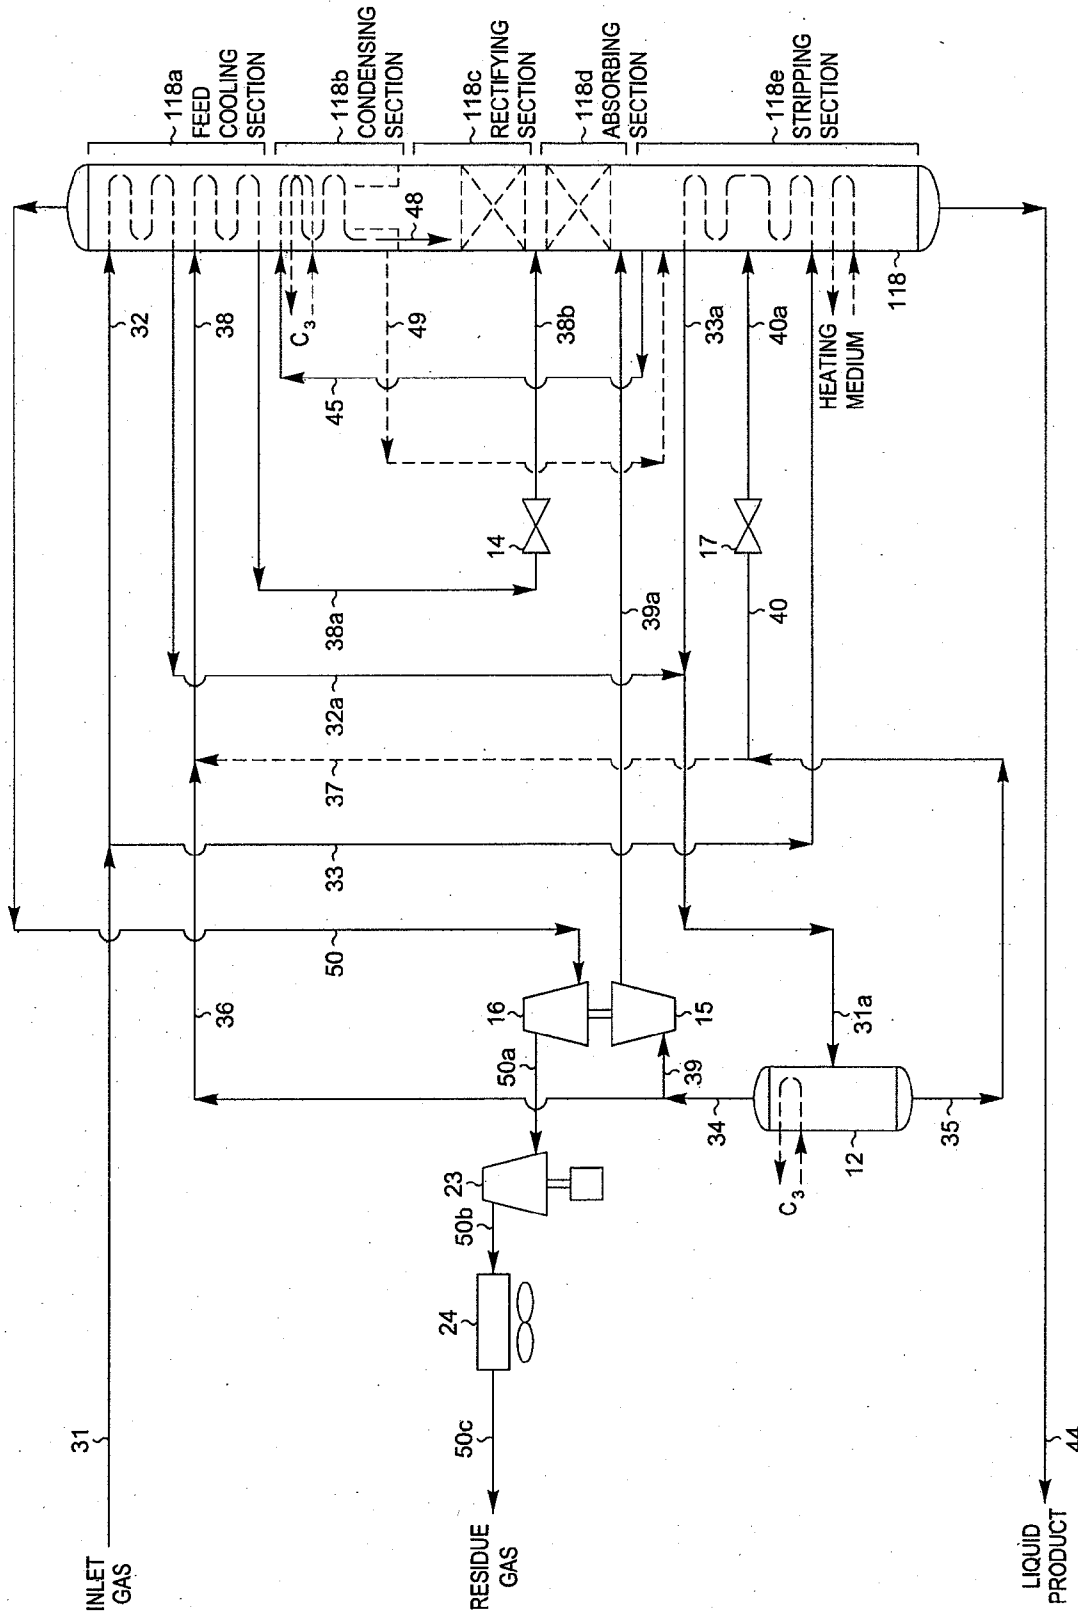 118a
FEED
COOLING
SECTION
118b
CONDENSING
SECTION
118c
RECTIFYING
SECTION
118d
ABSORBING
SECTION
118e
STRIPPING
SECTION
32
38
C3
49
48
45
38b
33a
40a
HEATING
MEDIUM
118
14
17
38a
39a
40
32a
37
33
50
36
16
15
31a
50a
39
34
12
35
C3
23
50b
24
50c
31
44
INLET
GAS
RESIDUE
GAS
LIQUID
PRODUCT